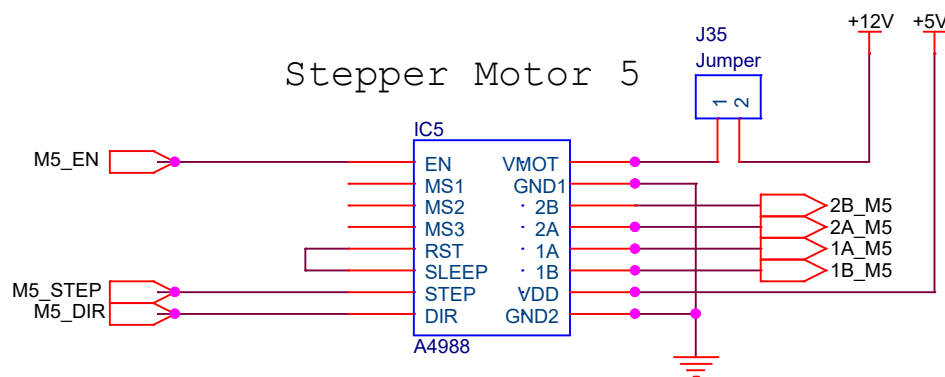 +12V
+5V
J35
Jumper
Stepper Motor 5
1
2
IC5
M5_EN
EN
VMOT
MS1
GND1
MS2
2B
2B_M5
MS3
2A
2A_M5
RST
1A
1A_M5
SLEEP
1B
1B_M5
M5_STEP
STEP
VDD
M5_DIR
DIR
GND2
A4988